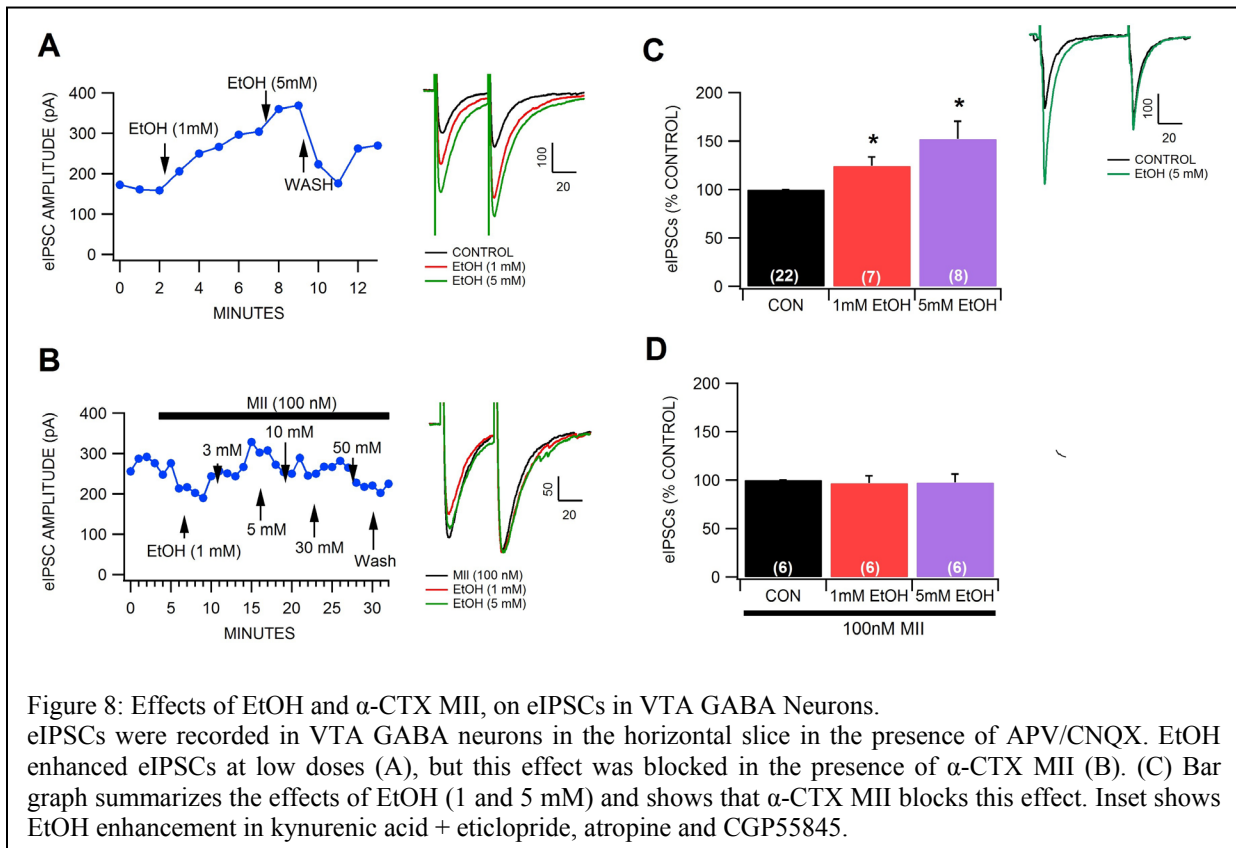 A
eIPSC AMPLITUDE (pA)
400
300
200
100
0
EtOH (1mM)
EtOH (5mM)
WASH
0 2 4 6 8 10 12
MINUTES
100
20
CONTROL
EtOH (1 mM)
EtOH (5 mM)
C
eIPSCs (% CONTROL)
200
150
100
50
0
*
*
(22) (7) (8)
CON 1mM EtOH 5mM EtOH
100
20
CONTROL
EtOH (5 mM)
B
eIPSC AMPLITUDE (pA)
400
300
200
100
0
MII (100 nM)
EtOH (1 mM)
3 mM
5 mM
10 mM
30 mM
50 mM
Wash
0 5 10 15 20 25 30
MINUTES
50
20
MII (100 nM)
EtOH (1 mM)
EtOH (5 mM)
D
eIPSCs (% CONTROL)
200
150
100
50
0
(6) (6) (6)
CON 1mM EtOH 5mM EtOH
100nM MII
Figure 8: Effects of EtOH and α-CTX MII, on eIPSCs in VTA GABA Neurons.
eIPSCs were recorded in VTA GABA neurons in the horizontal slice in the presence of APV/CNQX. EtOH
enhanced eIPSCs at low doses (A), but this effect was blocked in the presence of α-CTX MII (B). (C) Bar
graph summarizes the effects of EtOH (1 and 5 mM) and shows that α-CTX MII blocks this effect. Inset shows
EtOH enhancement in kynurenic acid + eticlopride, atropine and CGP55845.